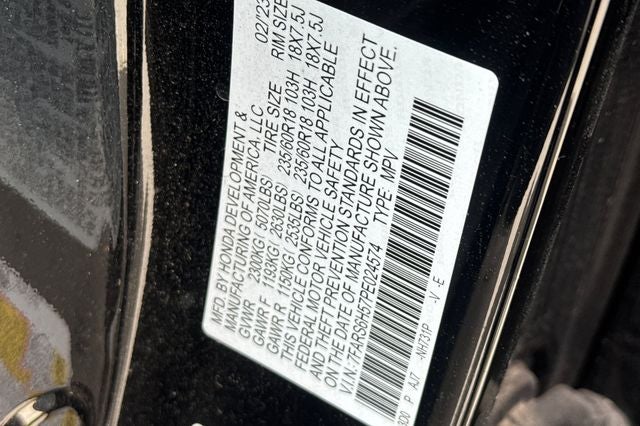 MFD. BY HONDA DEVELOPMENT & 02/23
MANUFACTURING OF AMERICA, LLC
TIRE SIZE RIM SIZE
GVWR 2300KG( 5070LBS)
GAWR F 1193KG( 2630LBS) 235/60R18 103H 18X7.5J
GAWR R 1150KG( 2535LBS) 235/60R18 103H 18X7.5J
THIS VEHICLE CONFORMS TO ALL APPLICABLE
FEDERAL MOTOR VEHICLE SAFETY
AND THEFT PREVENTION STANDARDS IN EFFECT
ON THE DATE OF MANUFACTURE SHOWN ABOVE.
V.I.N. 7FARS6H57PE024574 TYPE: MPV
P AJ7 -NH731P -V -E